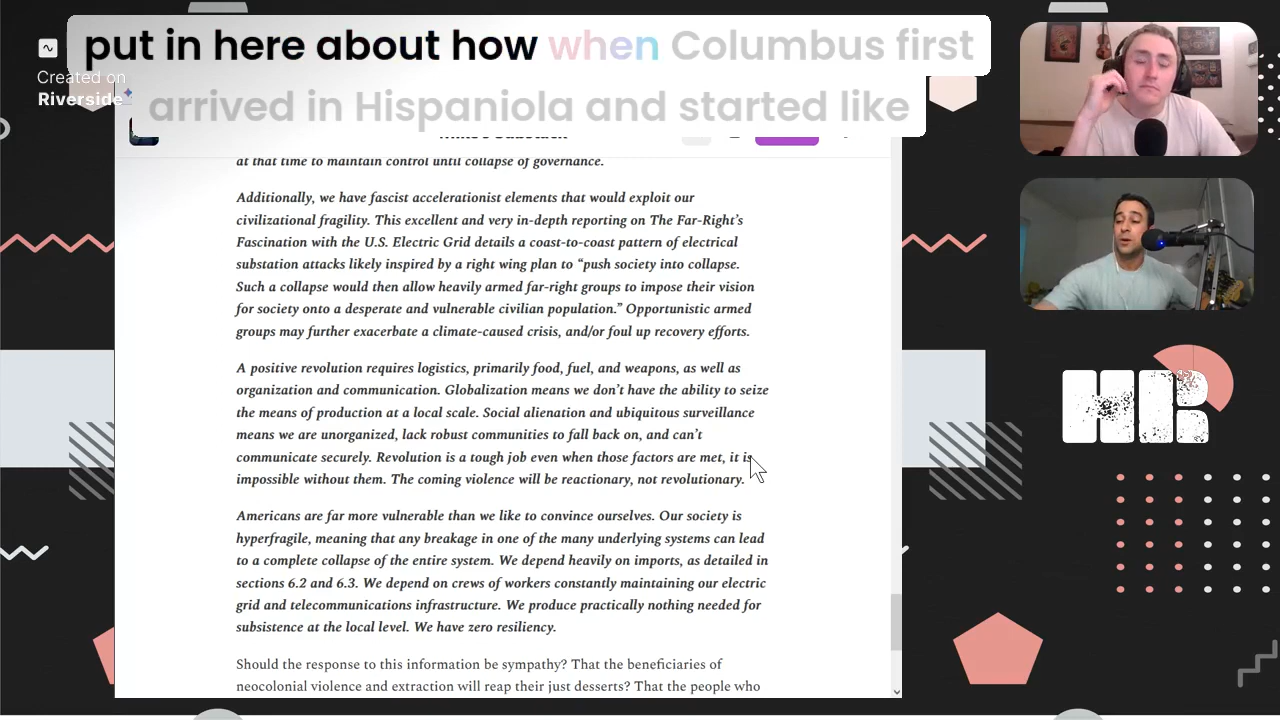 put in here about how when Columbus first
arrived in Hispaniola and started like
Created on
Riverside
at that time to maintain control until collapse of governance.
Additionally, we have fascist accelerationist elements that would exploit our
civilizational fragility. This excellent and very in-depth reporting on The Far-Right's
Fascination with the U.S. Electric Grid details a coast-to-coast pattern of electrical
substation attacks likely inspired by a right wing plan to “push society into collapse.
Such a collapse would then allow heavily armed far-right groups to impose their vision
for society onto a desperate and vulnerable civilian population.” Opportunistic armed
groups may further exacerbate a climate-caused crisis, and/or foul up recovery efforts.
A positive revolution requires logistics, primarily food, fuel, and weapons, as well as
organization and communication. Globalization means we don't have the ability to seize
the means of production at a local scale. Social alienation and ubiquitous surveillance
means we are unorganized, lack robust communities to fall back on, and can't
communicate securely. Revolution is a tough job even when those factors are met, it is
impossible without them. The coming violence will be reactionary, not revolutionary.
Americans are far more vulnerable than we like to convince ourselves. Our society is
hyperfragile, meaning that any breakage in one of the many underlying systems can lead
to a complete collapse of the entire system. We depend heavily on imports, as detailed in
sections 6.2 and 6.3. We depend on crews of workers constantly maintaining our electric
grid and telecommunications infrastructure. We produce practically nothing needed for
subsistence at the local level. We have zero resiliency.
Should the response to this information be sympathy? That the beneficiaries of
neocolonial violence and extraction will reap their just desserts? That the people who
HR